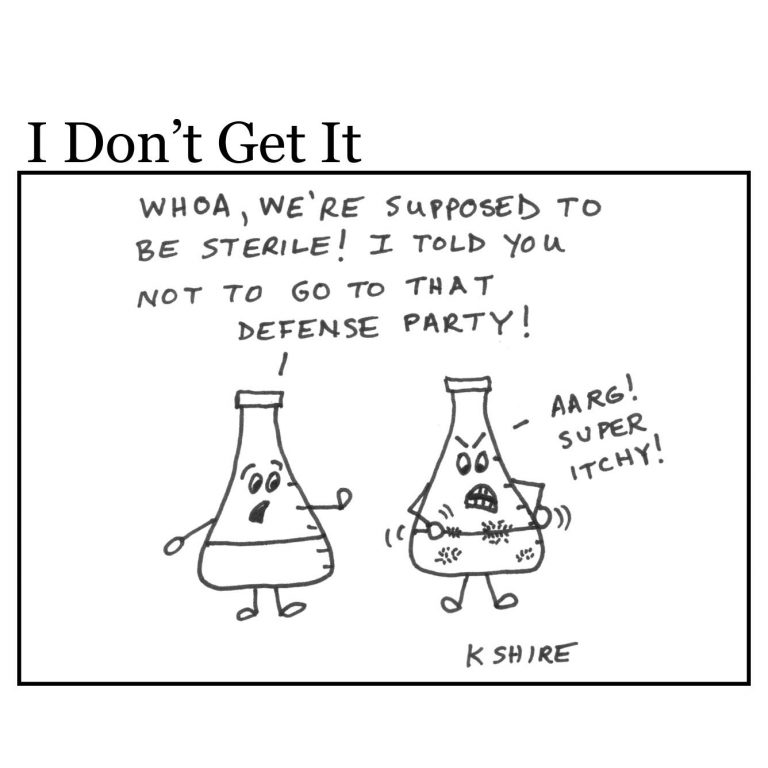 I Don't Get It
WHOA, WE'RE SUPPOSED TO
BE STERILE! I TOLD YOU
NOT TO GO TO THAT
DEFENSE PARTY!
AARG!
SUPER
ITCHY!
K SHIRE